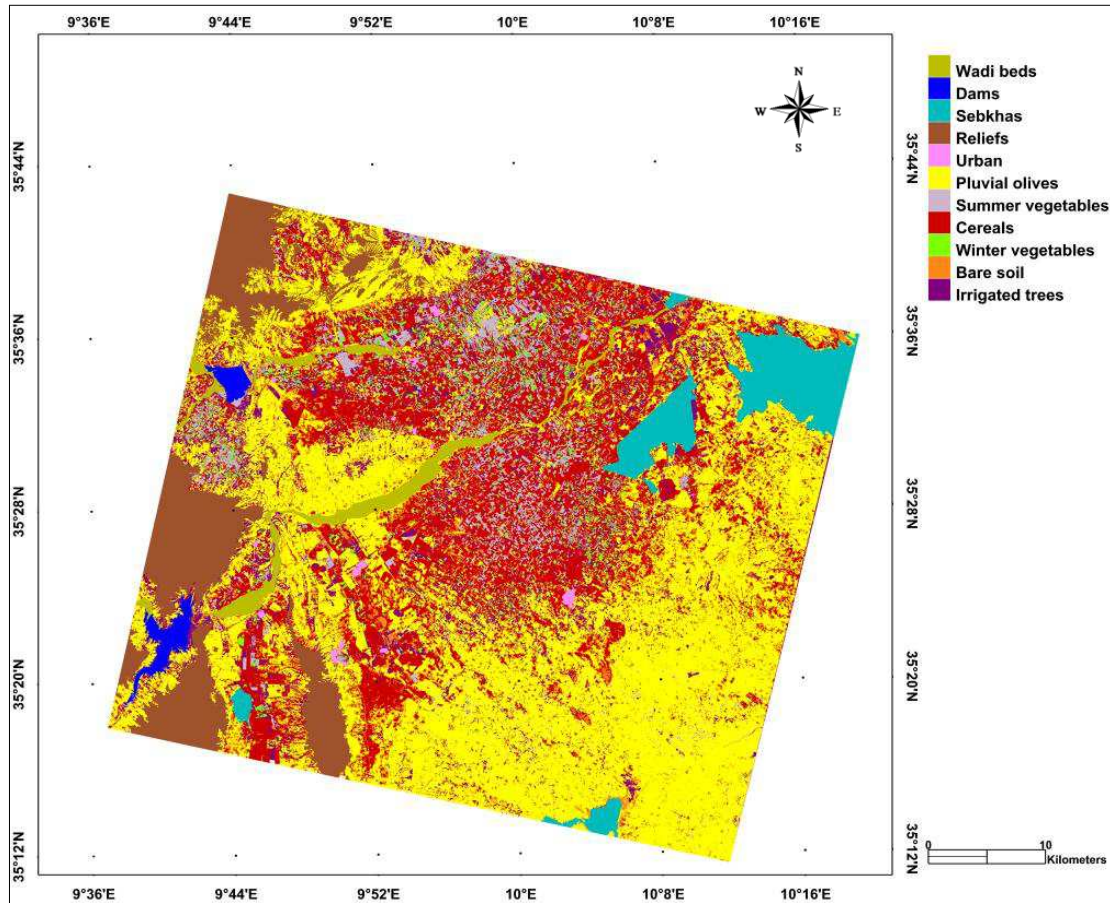 9°36'E 9°44'E 9°52'E 10°E 10°8'E 10°16'E
N
W E
S
Wadi beds
Dams
Sebkhas
Reliefs
Urban
Pluvial olives
Summer vegetables
Cereals
Winter vegetables
Bare soil
Irrigated trees
35°44'N 35°44'N
35°36'N 35°36'N
35°28'N 35°28'N
35°20'N 35°20'N
35°12'N 35°12'N
0 10
Kilometers
9°36'E 9°44'E 9°52'E 10°E 10°8'E 10°16'E